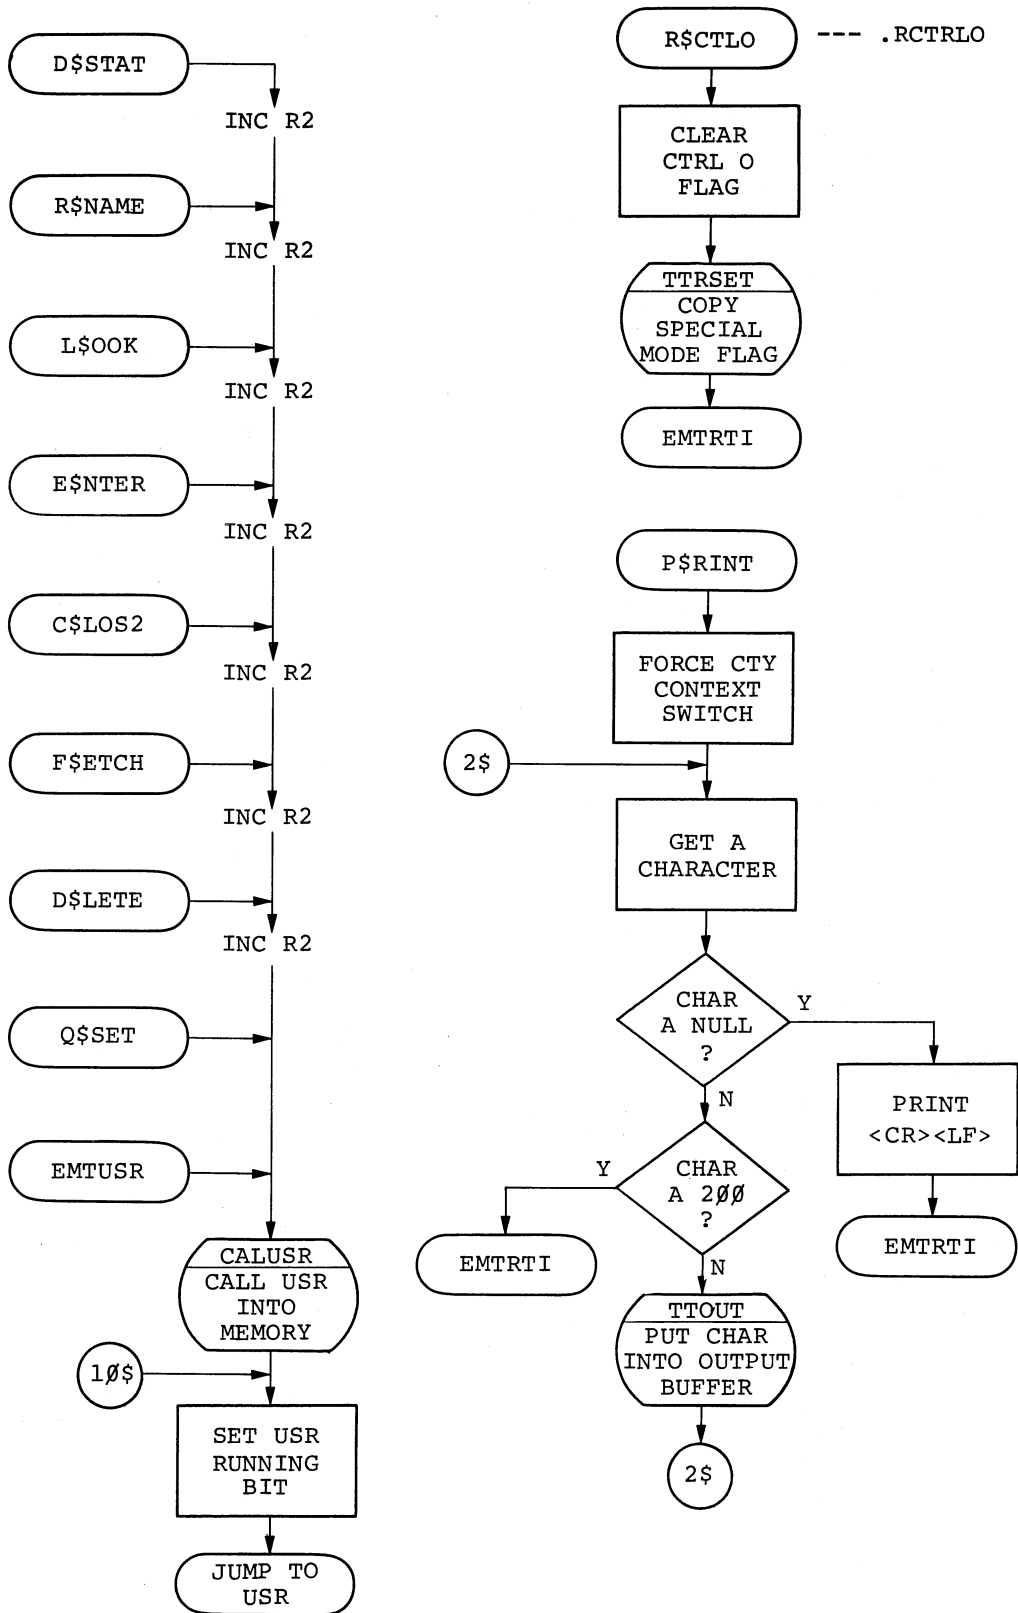 D$STAT
INC R2
R$NAME
INC R2
L$OOK
INC R2
E$NTER
INC R2
C$LOS2
INC R2
F$ETCH
INC R2
D$LETE
INC R2
Q$SET
EMTUSR
CALUSR
CALL USR
INTO
MEMORY
1Ø$
SET USR
RUNNING
BIT
JUMP TO
USR
R$CTLO --- .RCTRLO
CLEAR
CTRL O
FLAG
TTRSET
COPY
SPECIAL
MODE FLAG
EMTRTI
P$RINT
FORCE CTY
CONTEXT
SWITCH
2$
GET A
CHARACTER
CHAR
A NULL
?
Y
N
PRINT
<CR><LF>
EMTRTI
CHAR
A 2ØØ
?
Y
EMTRTI
N
TTOUT
PUT CHAR
INTO OUTPUT
BUFFER
2$